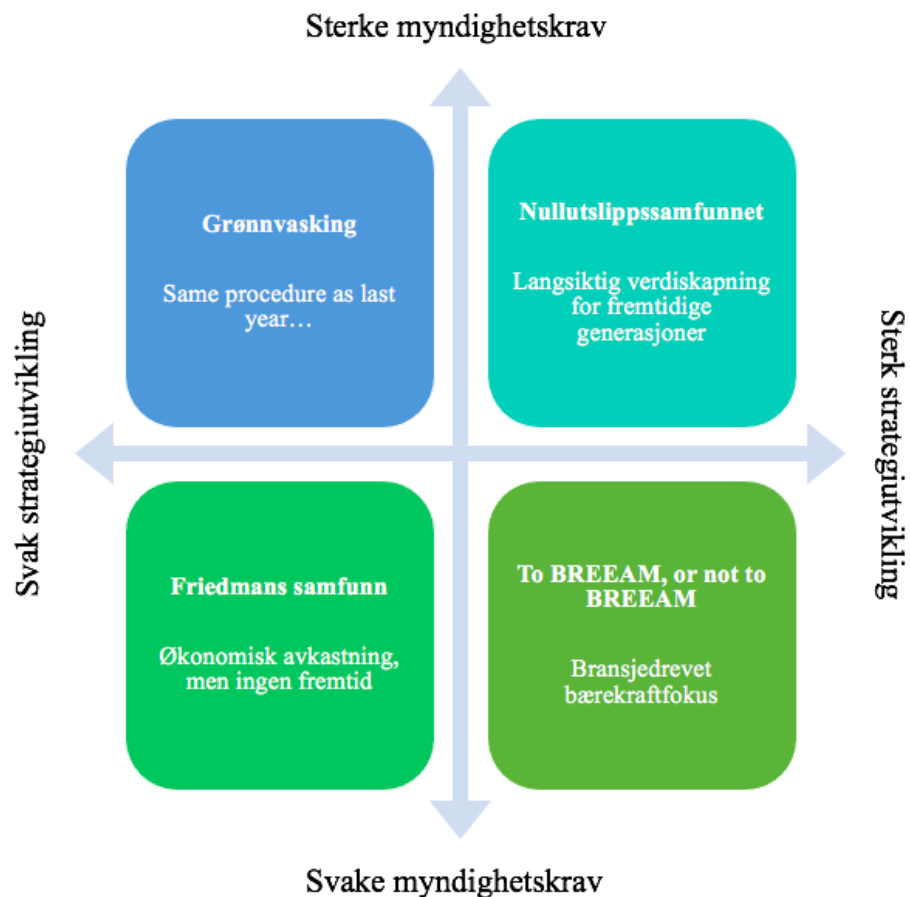 Sterke myndighetskrav
Grønnvasking
Same procedure as last
year…
Nullutslippssamfunnet
Langsiktig verdiskapning
for fremtidige
generasjoner
Svak strategiutvikling
Sterk strategiutvikling
Friedmans samfunn
Økonomisk avkastning,
men ingen fremtid
To BREEAM, or not to
BREEAM
Bransjedrevet
bærekraftfokus
Svake myndighetskrav